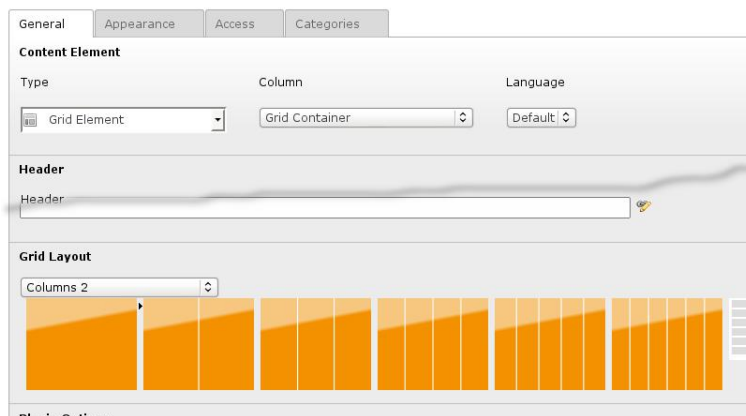 General Appearance Access Categories
Content Element
Type Column Language
Grid Element Grid Container Default
Header
Header
Grid Layout
Columns 2